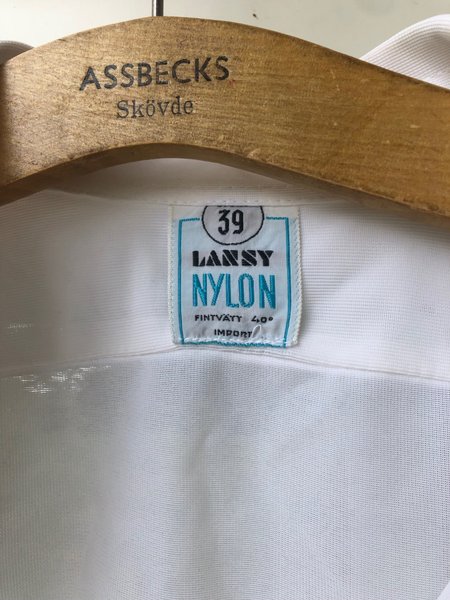 ASSBECKS
Skövde
39
LANSY
NYLON
FINTVÄTT 40°
IMPORT